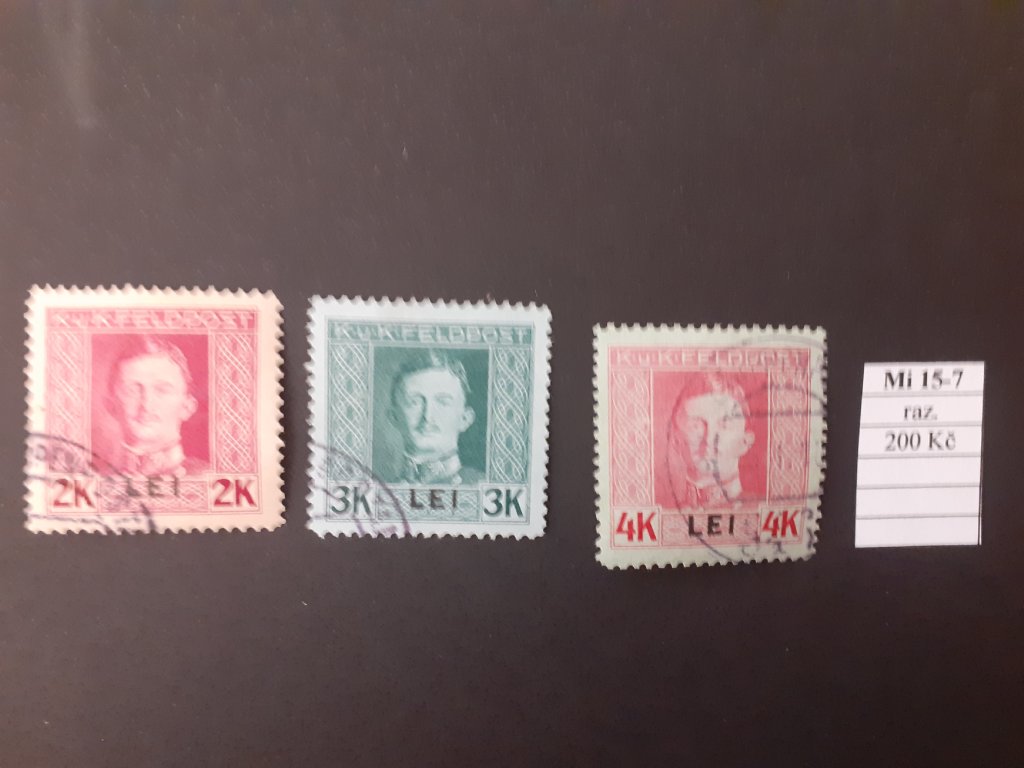 K.u.K.FELDPOST
2K LEI 2K
K.u.K.FELDPOST
3K LEI 3K
K.u.K.FELDPOST
4K LEI 4K
Mi 15-7
raz.
200 Kč